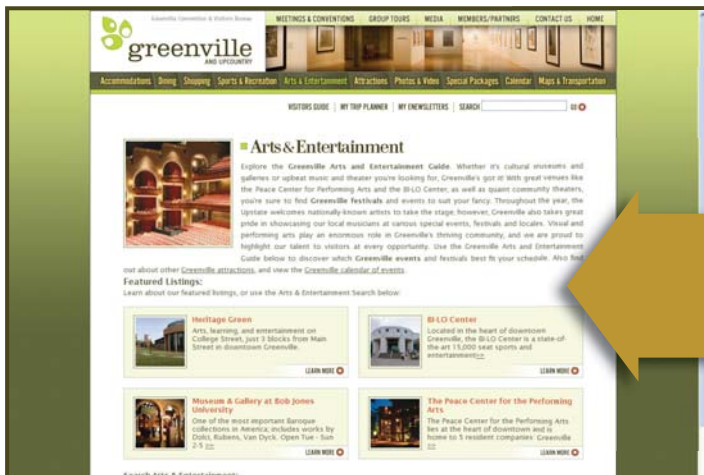 Greenville Convention & Visitors Bureau
MEETINGS & CONVENTIONS GROUP TOURS MEDIA MEMBERS/PARTNERS CONTACT US HOME
greenville
AND UPCOUNTRY
Accommodations Dining Shopping Sports & Recreation Arts & Entertainment Attractions Photos & Video Special Packages Calendar Maps & Transportation
VISITORS GUIDE MY TRIP PLANNER MY ENEWSLETTERS SEARCH GO
Arts & Entertainment
Explore the Greenville Arts and Entertainment Guide. Whether it's cultural museums and
galleries or upbeat music and theater you're looking for, Greenville's got it! With great venues like
the Peace Center for Performing Arts and the BI-LO Center, as well as quaint community theaters,
you're sure to find Greenville festivals and events to suit your fancy. Throughout the year, the
Upstate welcomes nationally-known artists to take the stage; however, Greenville also takes great
pride in showcasing our local musicians at various special events, festivals and locales. Visual and
performing arts play an enormous role in Greenville's thriving community, and we are proud to
highlight our talent to visitors at every opportunity. Use the Greenville Arts and Entertainment
Guide below to discover which Greenville events and festivals best fit your schedule. Also find
out about other Greenville attractions, and view the Greenville calendar of events.
Featured Listings:
Learn about our featured listings, or use the Arts & Entertainment Search below:
Heritage Green
Arts, learning, and entertainment on
College Street, just 3 blocks from Main
Street in downtown Greenville.
LEARN MORE
BI-LO Center
Located in the heart of downtown
Greenville, the BI-LO Center is a state-of-
the art 15,000 seat sports and
entertainment>>
LEARN MORE
Museum & Gallery at Bob Jones
University
One of the most important Baroque
collections in America; includes works by
Dolci, Rubens, Van Dyck. Open Tue - Sun
2-5 >>
LEARN MORE
The Peace Center for the Performing
Arts
The Peace Center for the Performing Arts
lies at the heart of downtown and is
home to 5 resident companies: Greenville
>>
LEARN MORE
Search Arts & Entertainment: